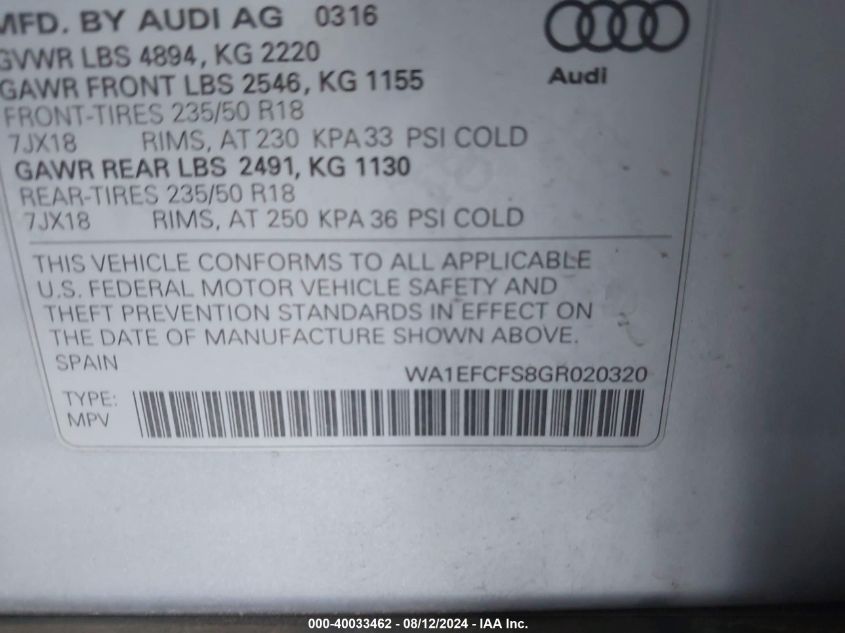 MFD. BY AUDI AG 0316
GVWR LBS 4894, KG 2220
GAWR FRONT LBS 2546, KG 1155
FRONT-TIRES 235/50 R18
7JX18 RIMS, AT 230 KPA 33 PSI COLD
GAWR REAR LBS 2491, KG 1130
REAR-TIRES 235/50 R18
7JX18 RIMS, AT 250 KPA 36 PSI COLD
Audi
THIS VEHICLE CONFORMS TO ALL APPLICABLE
U.S. FEDERAL MOTOR VEHICLE SAFETY AND
THEFT PREVENTION STANDARDS IN EFFECT ON
THE DATE OF MANUFACTURE SHOWN ABOVE.
SPAIN
WA1EFCFS8GR020320
TYPE:
MPV
000-40033462 - 08/12/2024 - IAA Inc.